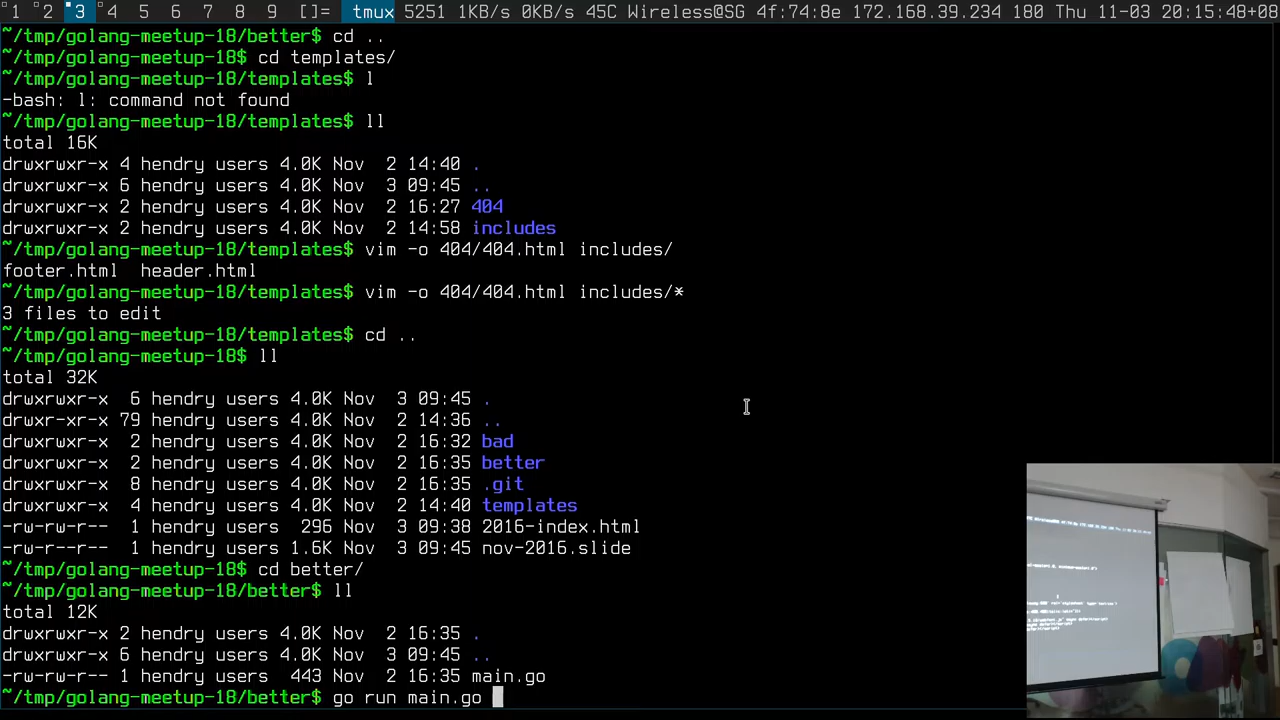 1 2 3 4 5 6 7 8 9 []= tmux 5251 1KB/s 0KB/s 45C Wireless@SG 4f:74:8e 172.168.39.234 180 Thu 11-03 20:15:48+08
~/tmp/golang-meetup-18/better$ cd ..
~/tmp/golang-meetup-18$ cd templates/
~/tmp/golang-meetup-18/templates$ l
-bash: l: command not found
~/tmp/golang-meetup-18/templates$ ll
total 16K
drwxrwxr-x 4 hendry users 4.0K Nov  2 14:40 .
drwxrwxr-x 6 hendry users 4.0K Nov  3 09:45 ..
drwxrwxr-x 2 hendry users 4.0K Nov  2 16:27 404
drwxrwxr-x 2 hendry users 4.0K Nov  2 14:58 includes
~/tmp/golang-meetup-18/templates$ vim -o 404/404.html includes/
footer.html  header.html
~/tmp/golang-meetup-18/templates$ vim -o 404/404.html includes/*
3 files to edit
~/tmp/golang-meetup-18/templates$ cd ..
~/tmp/golang-meetup-18$ ll
total 32K
drwxrwxr-x  6 hendry users 4.0K Nov  3 09:45 .
drwxr-xr-x 79 hendry users 4.0K Nov  2 14:36 ..
drwxrwxr-x  2 hendry users 4.0K Nov  2 16:32 bad
drwxrwxr-x  2 hendry users 4.0K Nov  2 16:35 better
drwxrwxr-x  8 hendry users 4.0K Nov  2 16:35 .git
drwxrwxr-x  4 hendry users 4.0K Nov  2 14:40 templates
-rw-rw-r--  1 hendry users  296 Nov  3 09:38 2016-index.html
-rw-r--r--  1 hendry users 1.6K Nov  3 09:45 nov-2016.slide
~/tmp/golang-meetup-18$ cd better/
~/tmp/golang-meetup-18/better$ ll
total 12K
drwxrwxr-x 2 hendry users 4.0K Nov  2 16:35 .
drwxrwxr-x 6 hendry users 4.0K Nov  3 09:45 ..
-rw-rw-r-- 1 hendry users  443 Nov  2 16:35 main.go
~/tmp/golang-meetup-18/better$ go run main.go